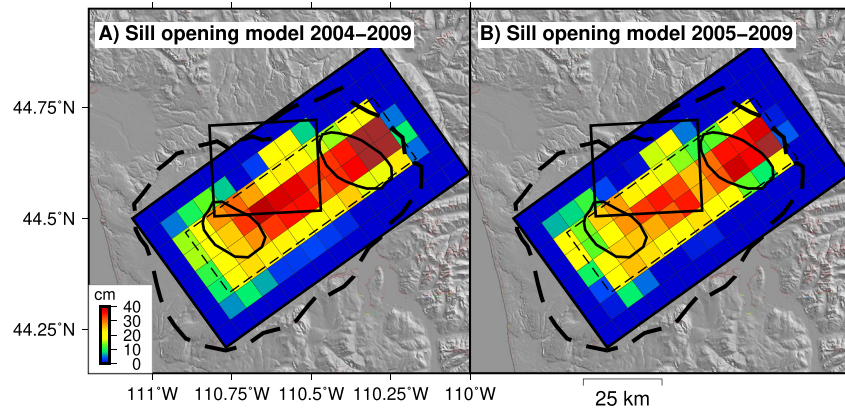 A) Sill opening model 2004–2009
B) Sill opening model 2005–2009
44.75˚N
44.5˚N
44.25˚N
cm
40
30
20
10
0
111˚W
110.75˚W
110.5˚W
110.25˚W
110˚W
25 km